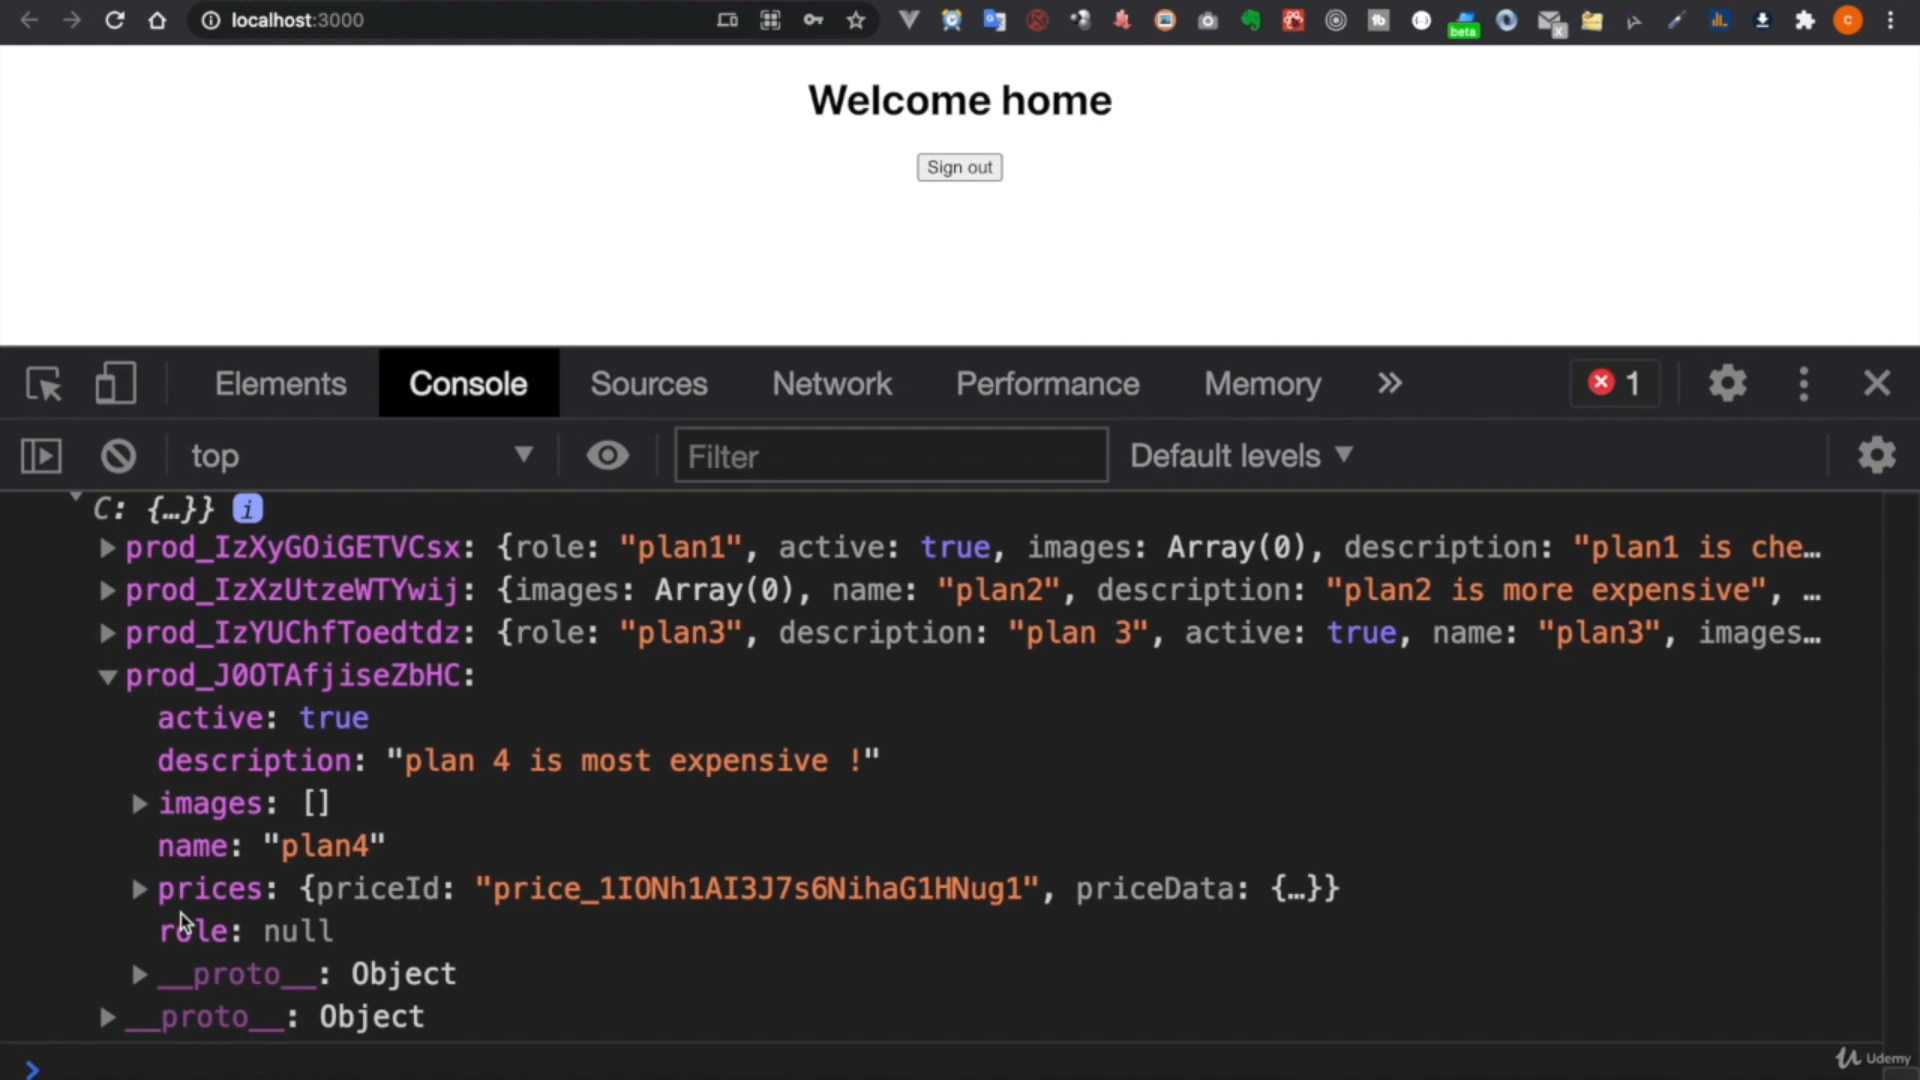 localhost:3000
beta
C
Welcome home
Sign out
Elements
Console
Sources
Network
Performance
Memory
»
1
top
Filter
Default levels
C: {…}} i
prod_IzXyGOiGETVCsx: {role: "plan1", active: true, images: Array(0), description: "plan1 is che…
prod_IzXzUtzeWTYwij: {images: Array(0), name: "plan2", description: "plan2 is more expensive", …
prod_IzYUChfToedtdz: {role: "plan3", description: "plan 3", active: true, name: "plan3", images…
prod_J0OTAfjiseZbHC:
active: true
description: "plan 4 is most expensive !"
images: []
name: "plan4"
prices: {priceId: "price_1IONh1AI3J7s6NihaG1HNug1", priceData: {…}}
role: null
__proto__: Object
__proto__: Object
Udemy